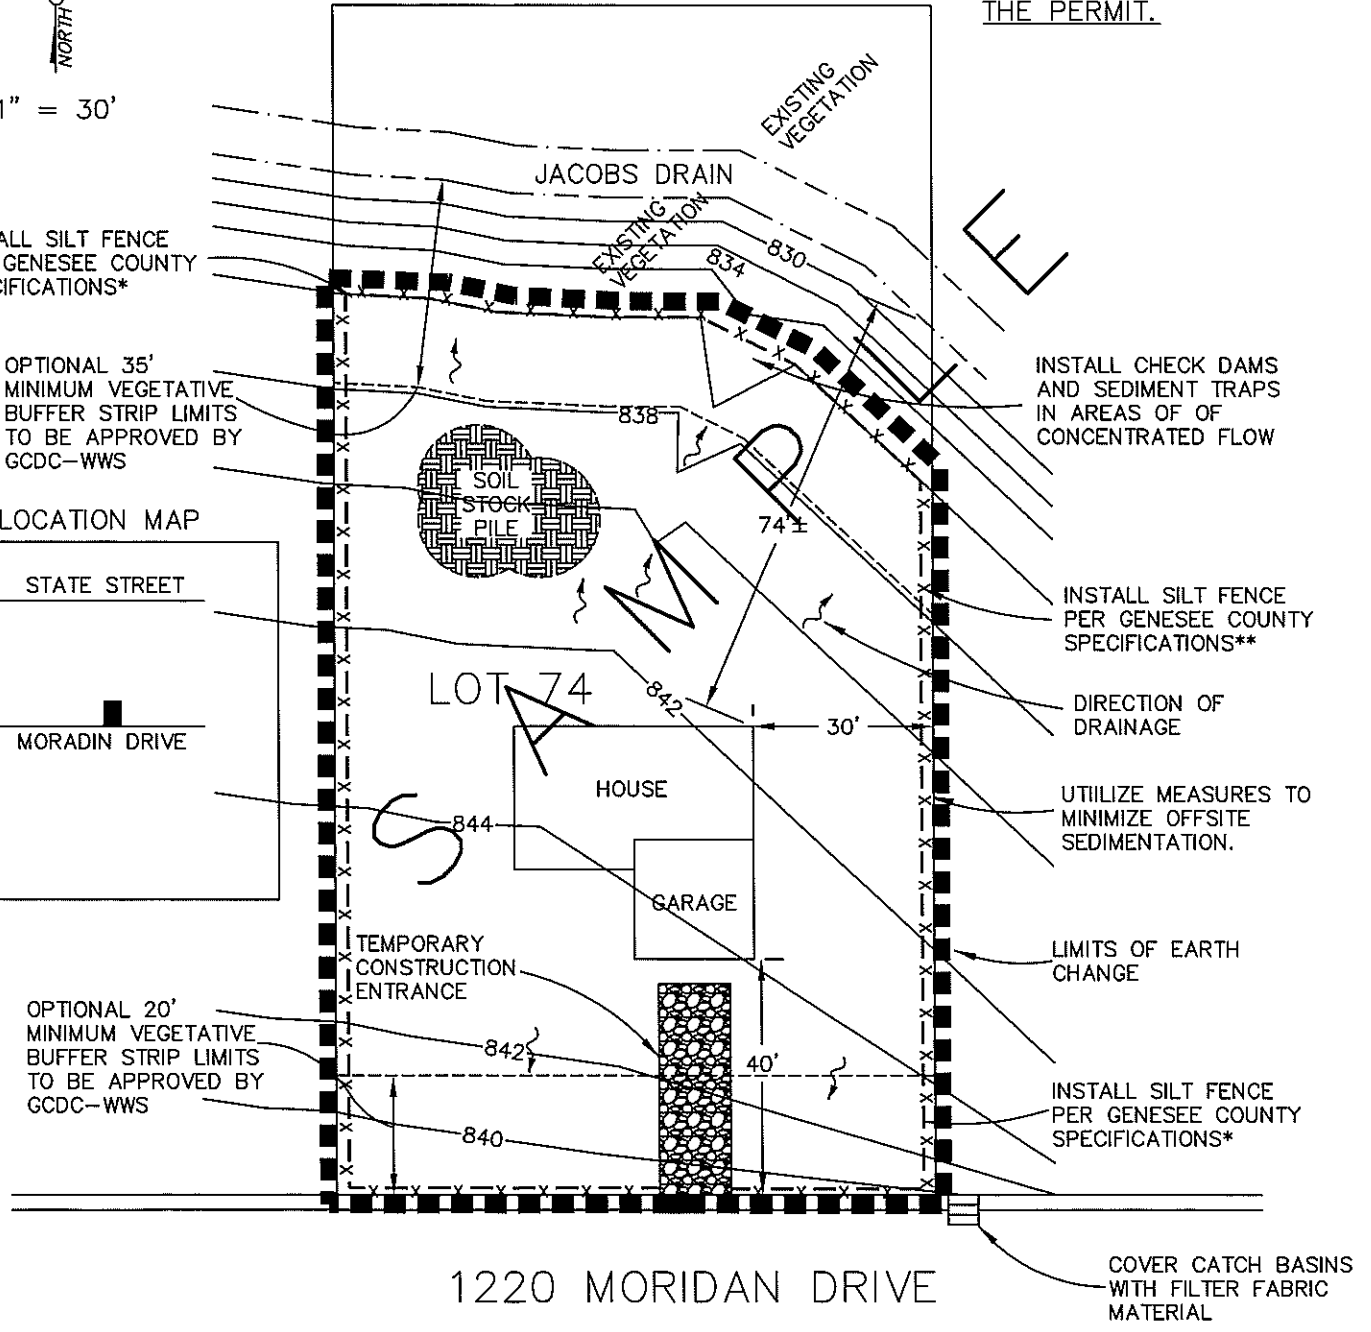 THE PERMIT.
NORTH
1" = 30'
EXISTING
VEGETATION
JACOBS DRAIN
EXISTING
VEGETATION
830
834
ALL SILT FENCE
GENESEE COUNTY
CIFICATIONS*
OPTIONAL 35'
MINIMUM VEGETATIVE
BUFFER STRIP LIMITS
TO BE APPROVED BY
GCDC-WWS
838
INSTALL CHECK DAMS
AND SEDIMENT TRAPS
IN AREAS OF OF
CONCENTRATED FLOW
SOIL
STOCK
PILE
74'±
LOCATION MAP
STATE STREET
MORADIN DRIVE
INSTALL SILT FENCE
PER GENESEE COUNTY
SPECIFICATIONS**
LOT 74
842
30'
DIRECTION OF
DRAINAGE
HOUSE
844
GARAGE
UTIILIZE MEASURES TO
MINIMIZE OFFSITE
SEDIMENTATION.
SAMPLE
TEMPORARY
CONSTRUCTION
ENTRANCE
LIMITS OF EARTH
CHANGE
OPTIONAL 20'
MINIMUM VEGETATIVE
BUFFER STRIP LIMITS
TO BE APPROVED BY
GCDC-WWS
842
40'
840
INSTALL SILT FENCE
PER GENESEE COUNTY
SPECIFICATIONS*
1220 MORIDAN DRIVE
COVER CATCH BASINS
WITH FILTER FABRIC
MATERIAL